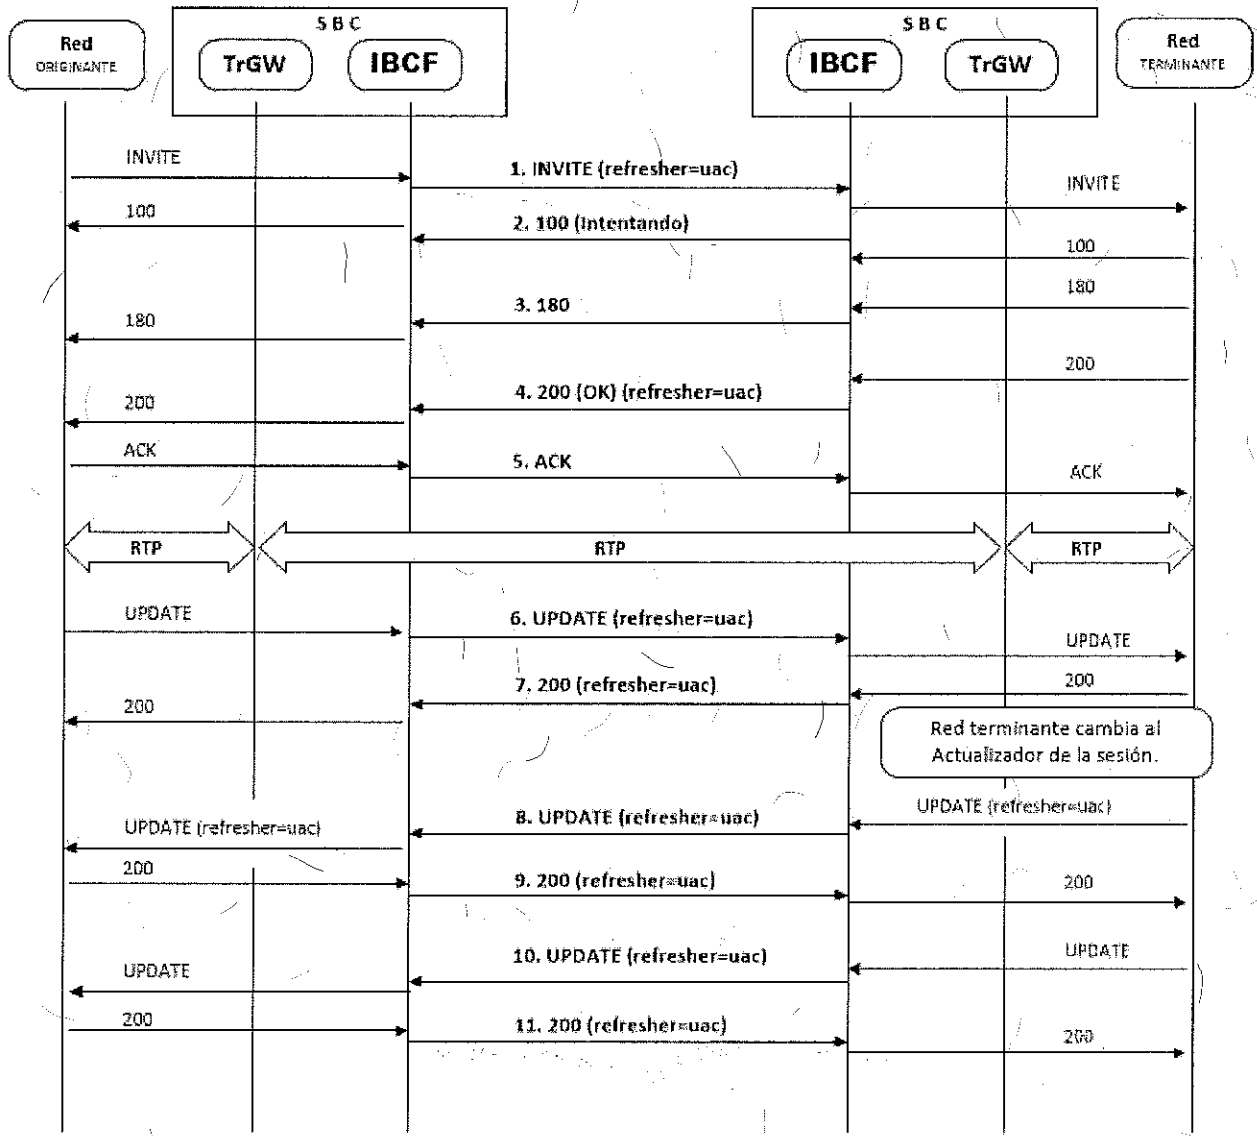 S B C
S B C
Red
ORIGINANTE
TrGW
IBCF
IBCF
TrGW
Red
TERMINANTE
INVITE
1. INVITE (refresher=uac)
INVITE
100
2. 100 (Intentando)
100
180
3. 180
180
200
4. 200 (OK) (refresher=uac)
200
ACK
5. ACK
ACK
RTP
RTP
RTP
UPDATE
6. UPDATE (refresher=uac)
UPDATE
7. 200 (refresher=uac)
200
200
Red terminante cambia al
Actualizador de la sesión.
UPDATE (refresher=uac)
8. UPDATE (refresher=uac)
UPDATE (refresher=uac)
200
9. 200 (refresher=uac)
200
10. UPDATE (refresher=uac)
UPDATE
UPDATE
200
11. 200 (refresher=uac)
200